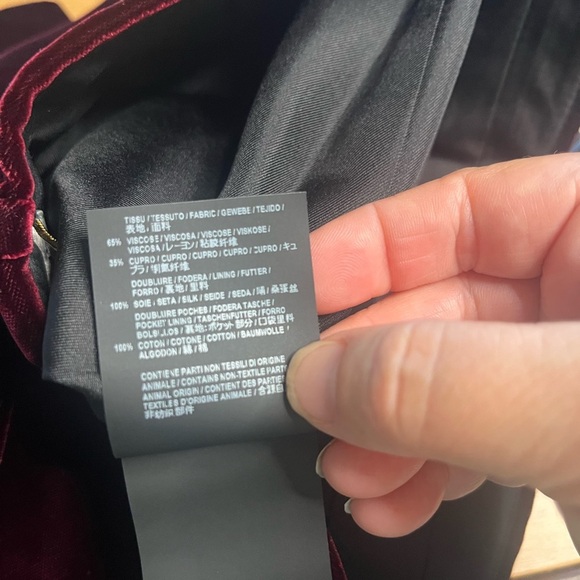 TISSU / TESSUTO / FABRIC / GEWEBE / TEJIDO /
表地 / 面料
65% VISCOSE / VISCOSA / VISCOSE / VISKOSE /
VISCOSA / レーヨン / 粘胶纤维
35% CUPRO / CUPRO / CUPRO / CUPRO / CUPRO / キュ
プラ / 铜氨纤维
DOUBLURE / FODERA / LINING / FUTTER /
FORRO / 裏地 / 里料
100% SOIE / SETA / SILK / SEIDE / SEDA / 絹 / 桑蚕丝
DOUBLURE POCHES / FODERA TASCHE /
POCKET LINING / TASCHENFUTTER / FORRO
BOLSILLOS / 裏地:ポケット部分 / 口袋里料
100% COTON / COTONE / COTTON / BAUMWOLLE /
ALGODON / 綿 / 棉
CONTIENE PARTI NON TESSILI DI ORIGINE
ANIMALE / CONTAINS NON-TEXTILE PARTS
ANIMAL ORIGIN / CONTIENT DES PARTIES
TEXTILES D'ORIGINE ANIMALE / 含
非纺织部件